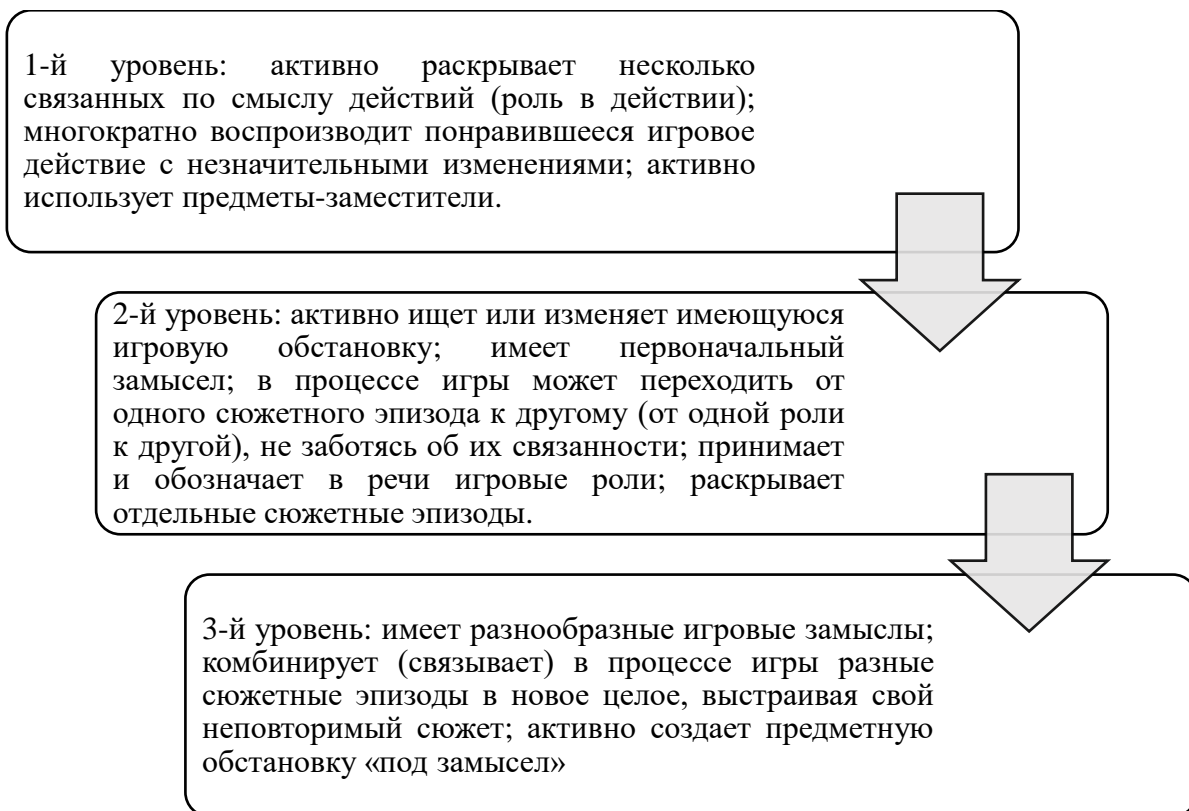 1-й уровень: активно раскрывает несколько
связанных по смыслу действий (роль в действии);
многократно воспроизводит понравившееся игровое
действие с незначительными изменениями; активно
использует предметы-заместители.
2-й уровень: активно ищет или изменяет имеющуюся
игровую обстановку; имеет первоначальный
замысел; в процессе игры может переходить от
одного сюжетного эпизода к другому (от одной роли
к другой), не заботясь об их связанности; принимает
и обозначает в речи игровые роли; раскрывает
отдельные сюжетные эпизоды.
3-й уровень: имеет разнообразные игровые замыслы;
комбинирует (связывает) в процессе игры разные
сюжетные эпизоды в новое целое, выстраивая свой
неповторимый сюжет; активно создает предметную
обстановку «под замысел»